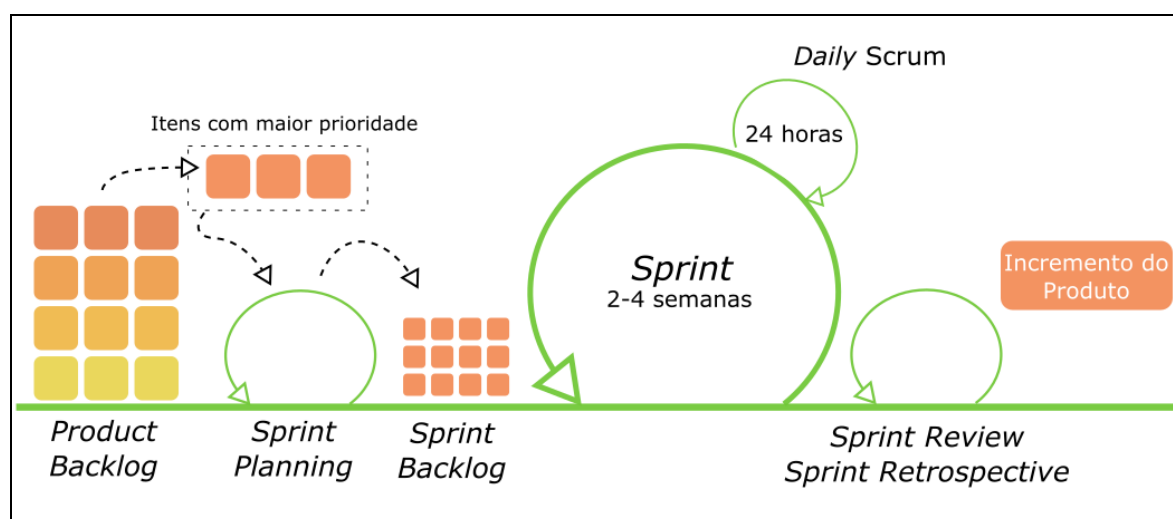 Daily Scrum
Itens com maior prioridade
24 horas
Sprint
2-4 semanas
Incremento do
Produto
Product
Backlog
Sprint
Planning
Sprint
Backlog
Sprint Review
Sprint Retrospective